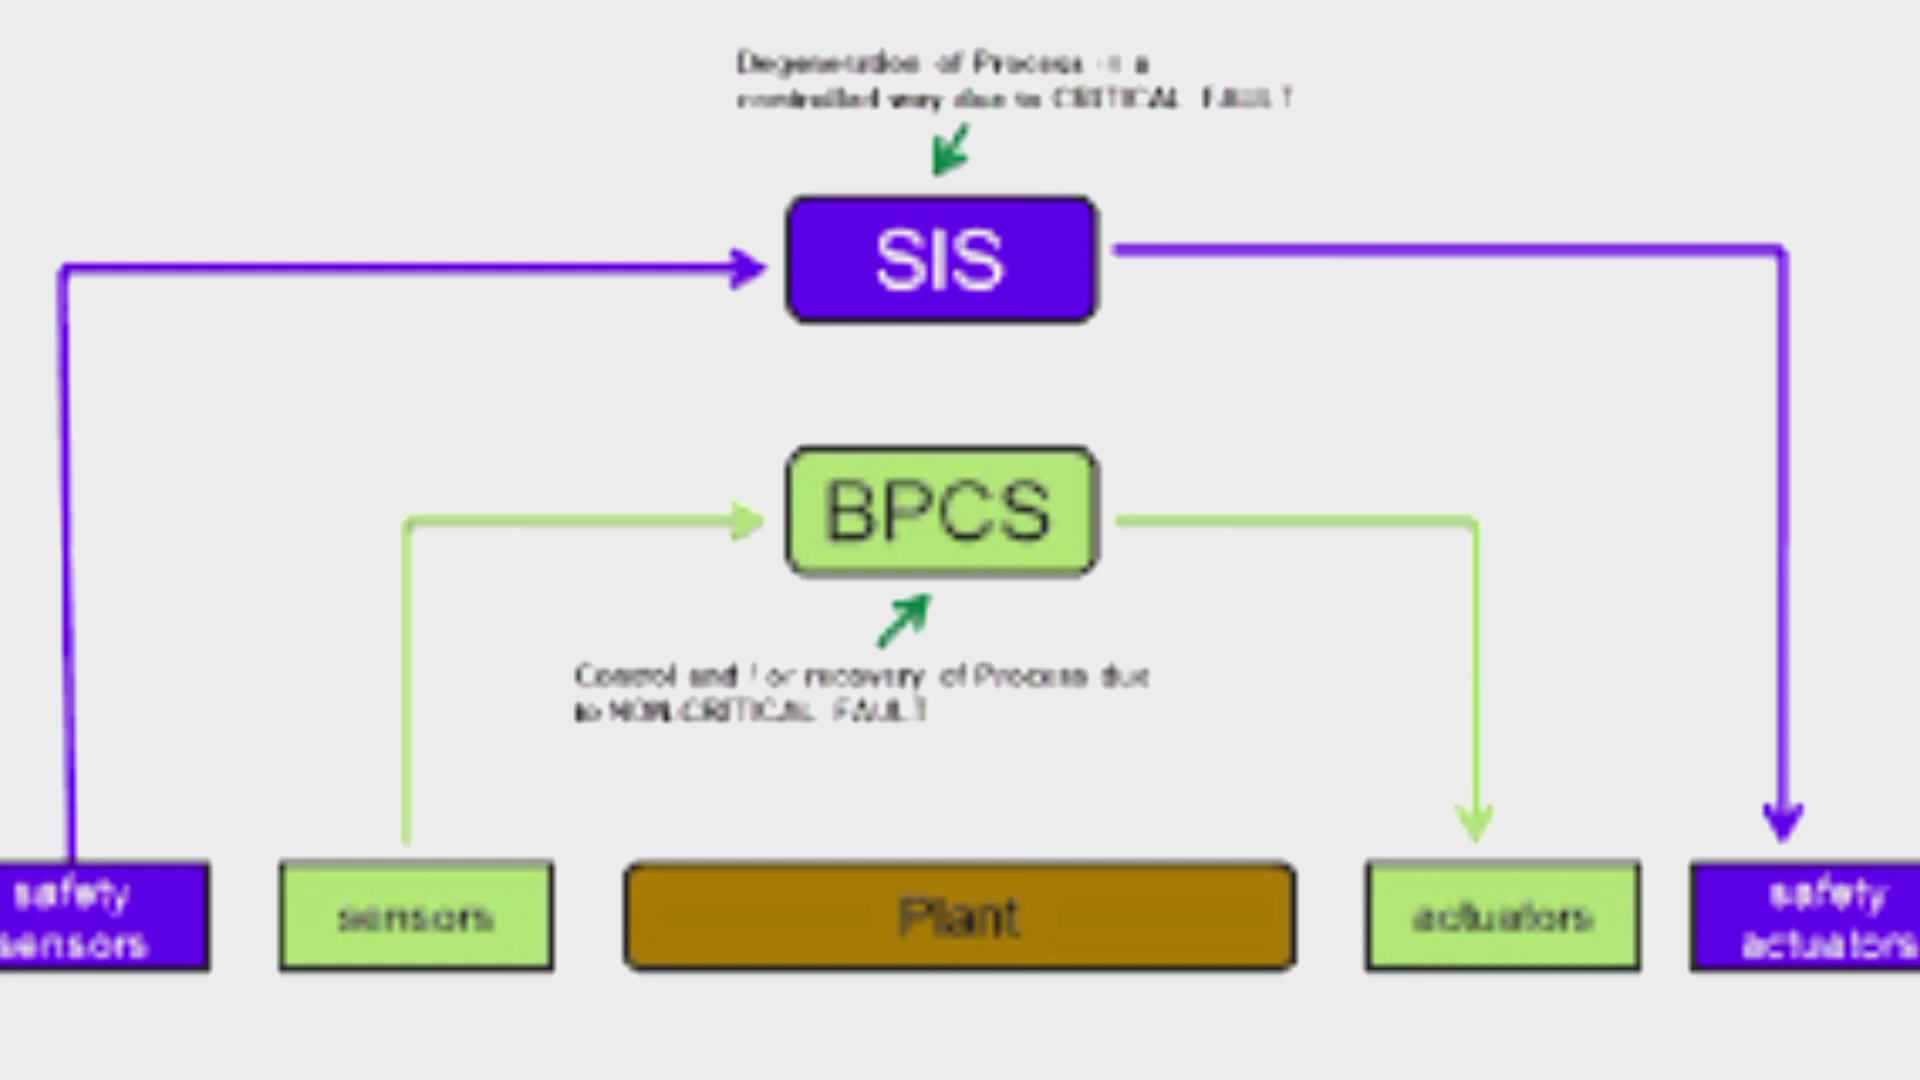 Degeneration of Process in a
controlled way due to CRITICAL FAULT
SIS
BPCS
Control and / or recovery of Process due
to NON-CRITICAL FAULT
safety
sensors
sensors
Plant
actuators
safety
actuators